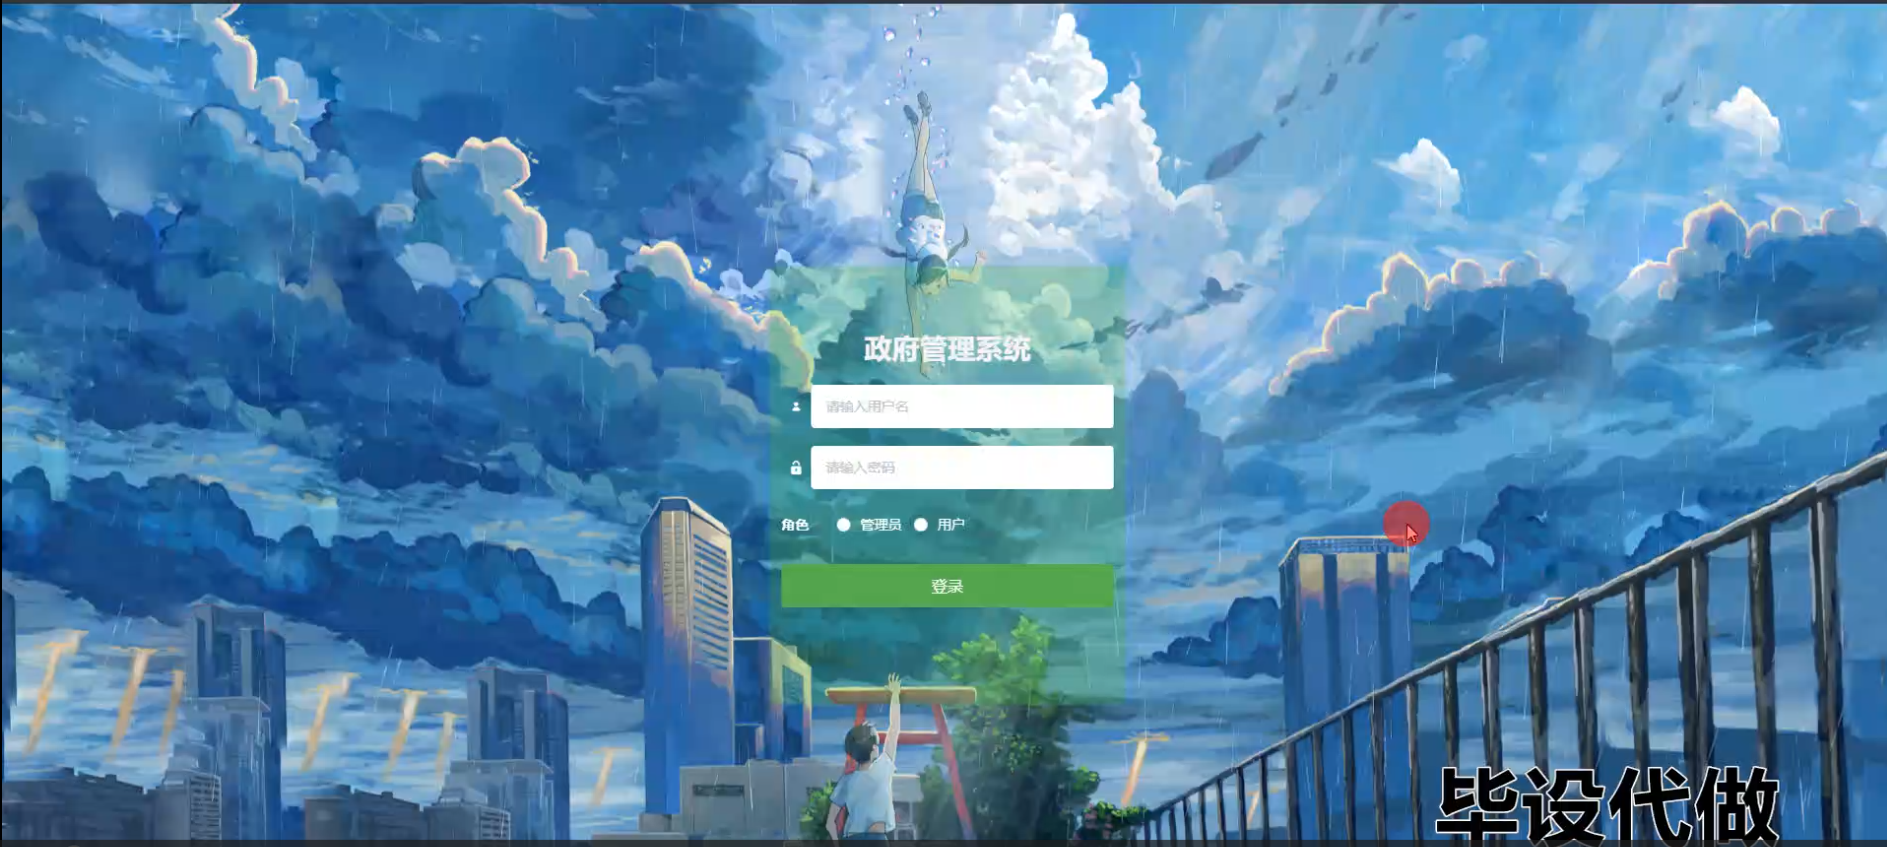 政府管理系统
请输入用户名
请输入密码
角色 管理员 用户
登录
毕设代做